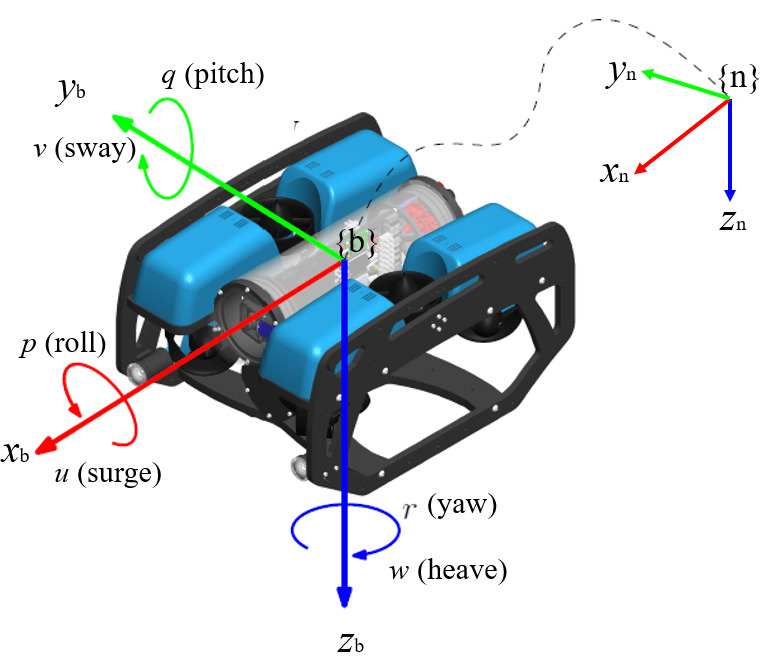 q (pitch)
y_b
v (sway)
{n}
y_n
x_n
z_n
{b}
p (roll)
x_b
u (surge)
r (yaw)
w (heave)
z_b